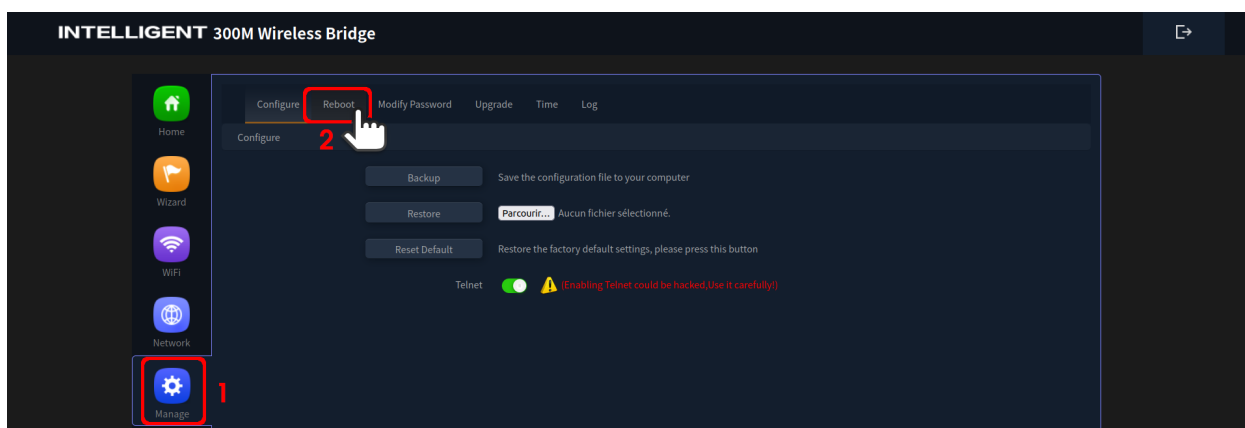 INTELLIGENT 300M Wireless Bridge
Home
Configure Reboot Modify Password Upgrade Time Log
2
Configure
Wizard
Backup Save the configuration file to your computer
Restore Parcourir... Aucun fichier sélectionné.
WiFi
Reset Default Restore the factory default settings, please press this button
Telnet (Enabling Telnet could be hacked,Use it carefully!)
Network
Manage
1